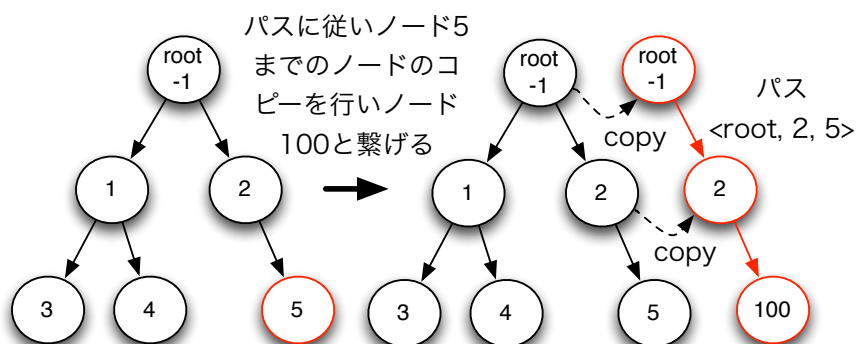 パスに従いノード5
までのノードのコ
ピーを行いノード
100と繋げる
root
-1
1
2
3
4
5
root
-1
root
-1
copy
パス
<root, 2, 5>
1
2
2
copy
3
4
5
100